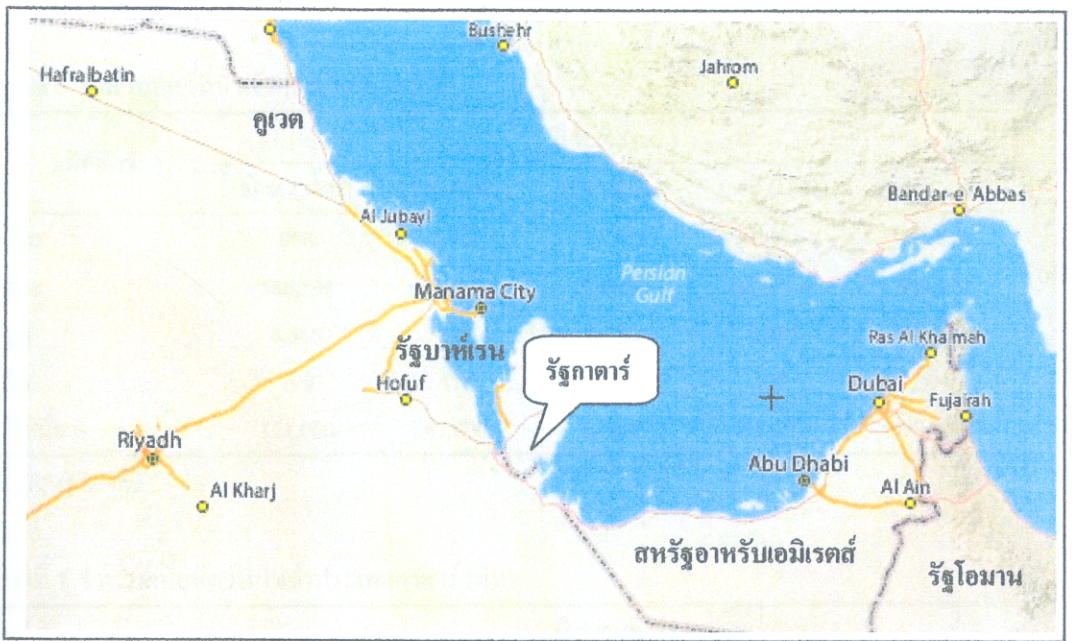 Bushehr
Jahrom
Hafralbatin
คูเวต
Bandar-e 'Abbas
Al Jubayl
Persian
Gulf
Manama City
รัฐบาห์เรน
รัฐกาตาร์
Ras Al Khaimah
Hofuf
Dubai
Fujairah
Riyadh
Abu Dhabi
Al Kharj
Al Ain
สหรัฐอาหรับเอมิเรตส์
รัฐโอมาน